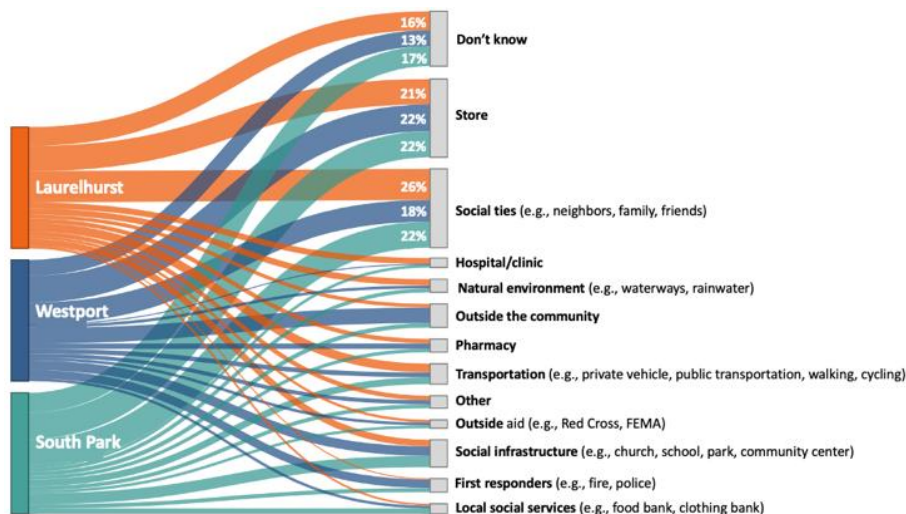 16%
13%
17%
Don't know
21%
22%
22%
Store
Laurelhurst
26%
18%
22%
Social ties (e.g., neighbors, family, friends)
Hospital/clinic
Natural environment (e.g., waterways, rainwater)
Westport
Outside the community
Pharmacy
Transportation (e.g., private vehicle, public transportation, walking, cycling)
Other
Outside aid (e.g., Red Cross, FEMA)
South Park
Social infrastructure (e.g., church, school, park, community center)
First responders (e.g., fire, police)
Local social services (e.g., food bank, clothing bank)